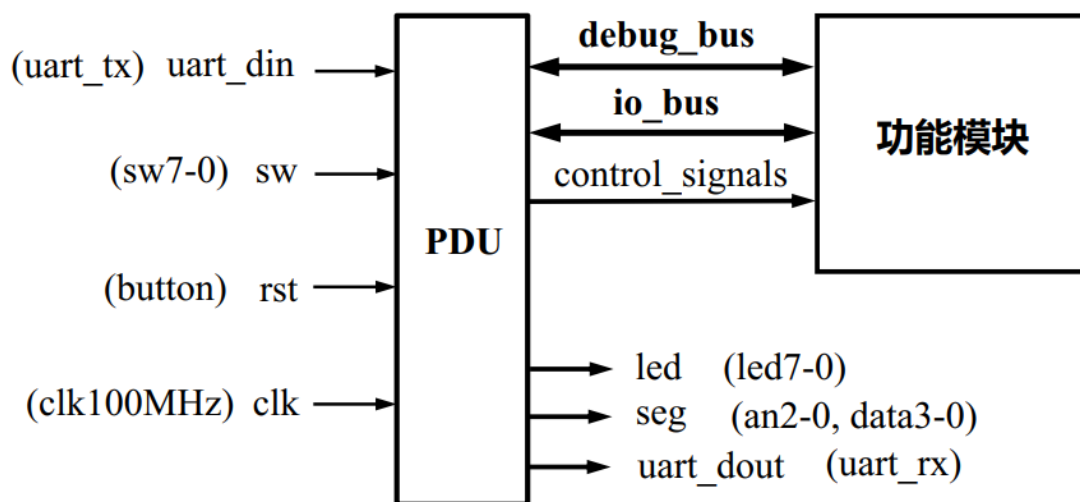 (uart_tx) uart_din
(sw7-0) sw
(button) rst
(clk100MHz) clk
PDU
debug_bus
io_bus
control_signals
功能模块
led (led7-0)
seg (an2-0, data3-0)
uart_dout (uart_rx)